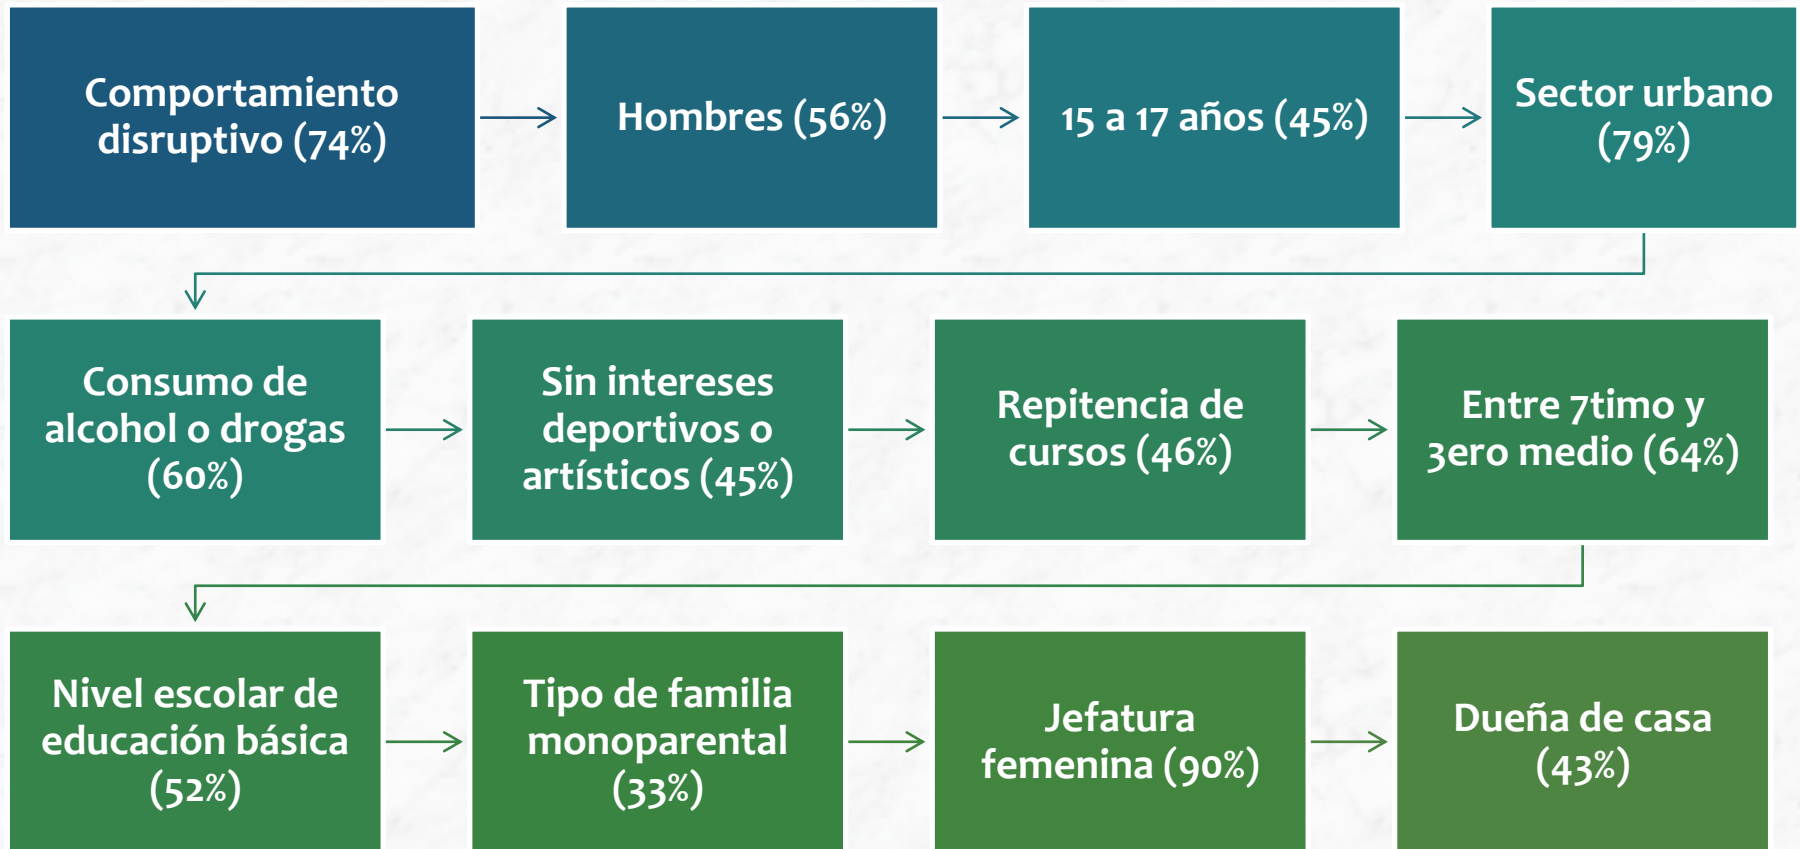 Comportamiento
disruptivo (74%)
Hombres (56%)
15 a 17 años (45%)
Sector urbano
(79%)
Consumo de
alcohol o drogas
(60%)
Sin intereses
deportivos o
artísticos (45%)
Repitencia de
cursos (46%)
Entre 7timo y
3ero medio (64%)
Nivel escolar de
educación básica
(52%)
Tipo de familia
monoparental
(33%)
Jefatura
femenina (90%)
Dueña de casa
(43%)